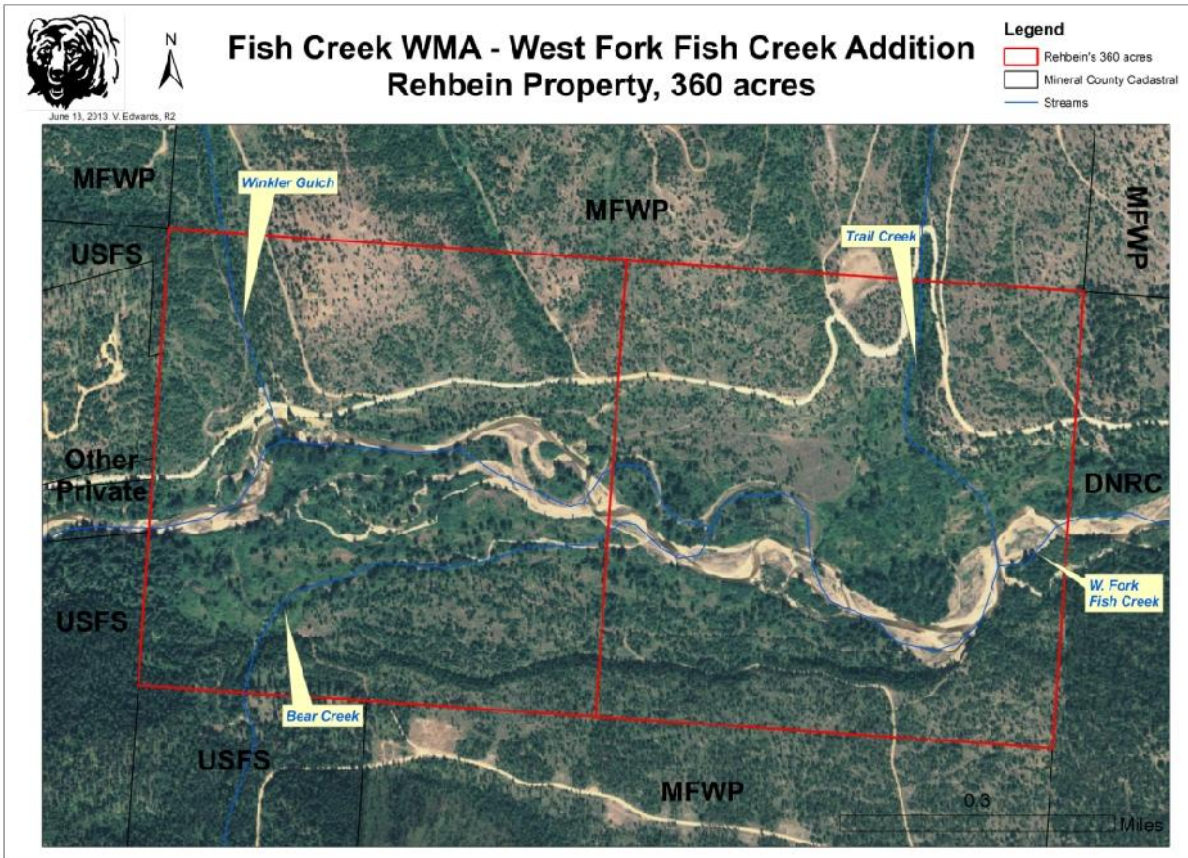 N
Fish Creek WMA - West Fork Fish Creek Addition
Rehbein Property, 360 acres
June 13, 2013 V. Edwards, R2
Legend
Rehbein's 360 acres
Mineral County Cadastral
Streams
MFWP
Winkler Gulch
MFWP
MFWP
USFS
Trail Creek
Other
Private
DNRC
W. Fork
Fish Creek
USFS
Bear Creek
USFS
MFWP
0.3
Miles